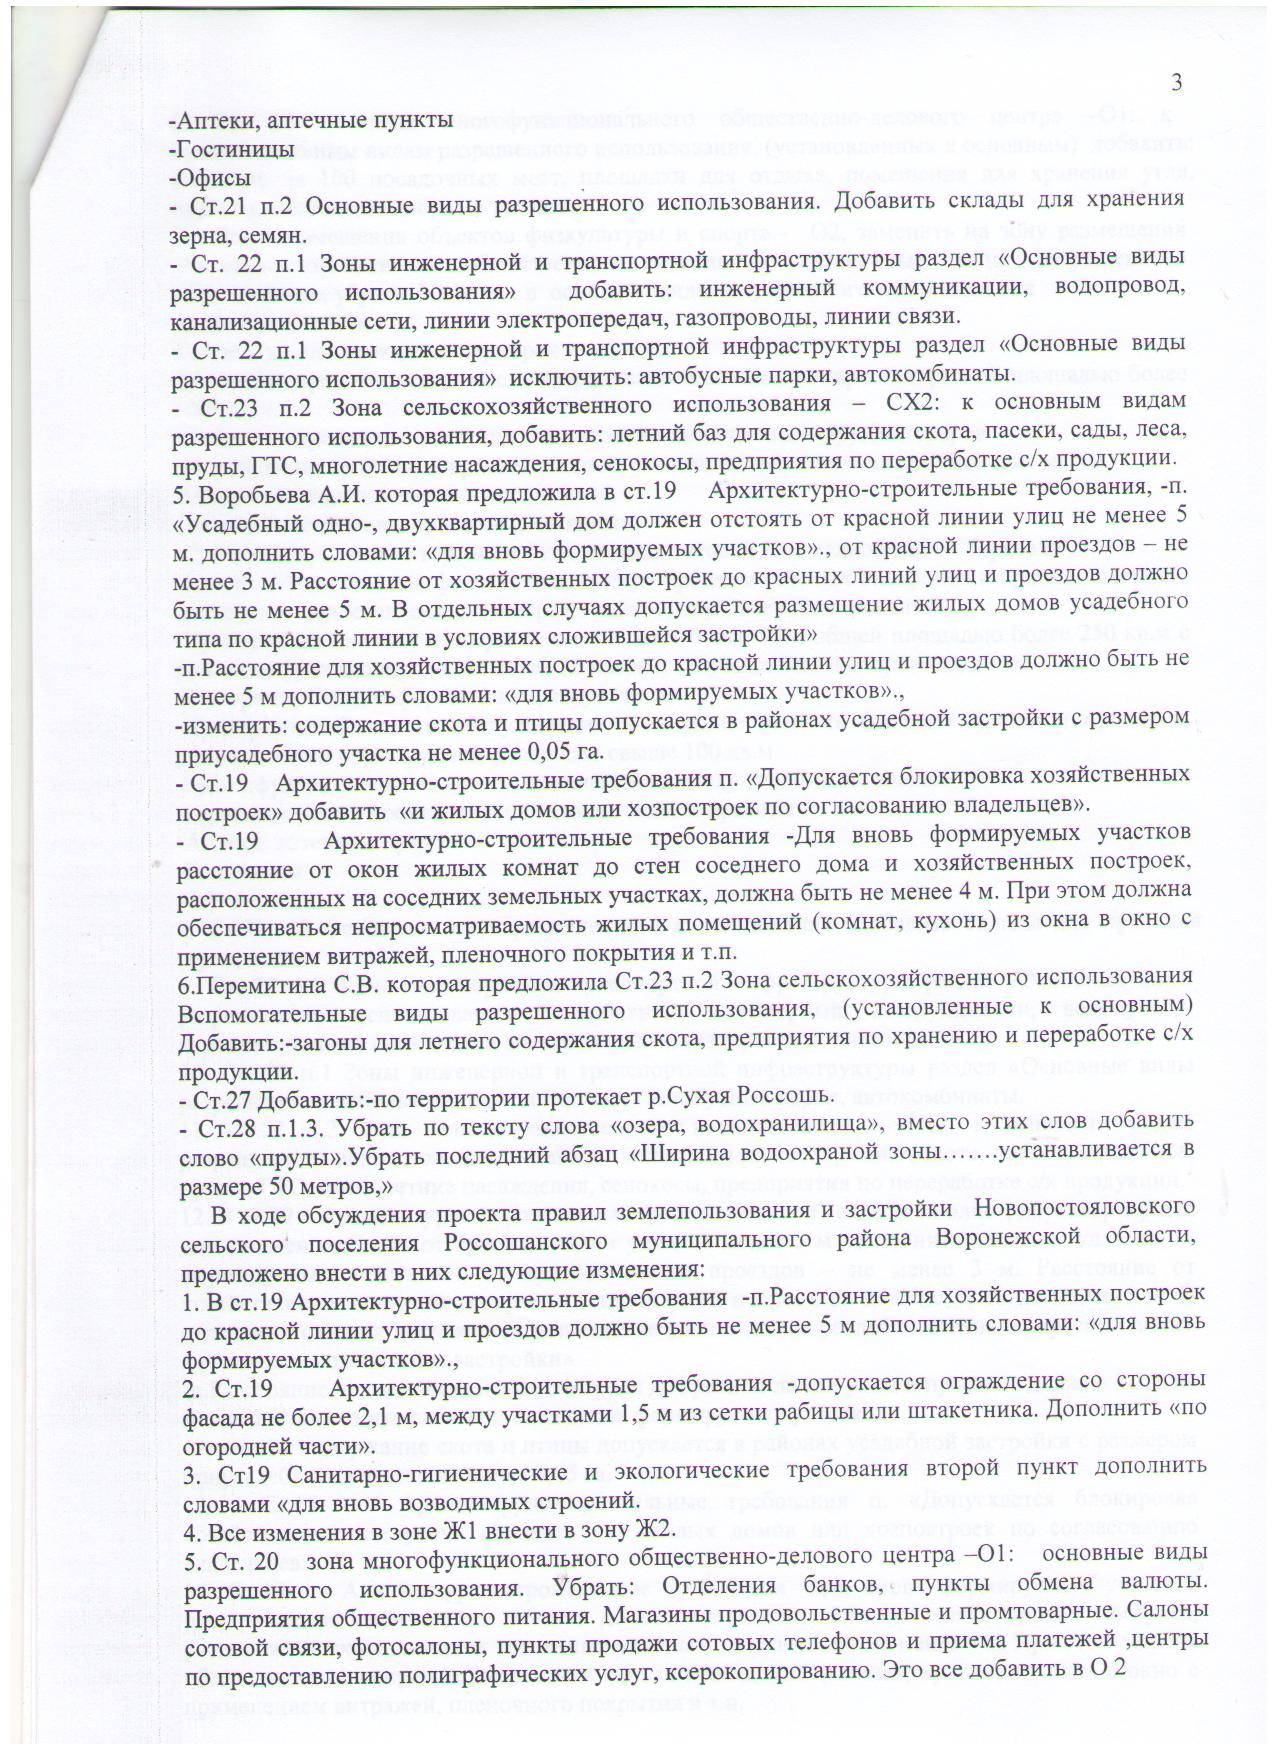 3
-Аптеки, аптечные пункты
-Гостиницы
-Офисы
- Ст.21 п.2 Основные виды разрешенного использования. Добавить склады для хранения
зерна, семян.
- Ст. 22 п.1 Зоны инженерной и транспортной инфраструктуры раздел «Основные виды
разрешенного использования» добавить: инженерный коммуникации, водопровод,
канализационные сети, линии электропередач, газопроводы, линии связи.
- Ст. 22 п.1 Зоны инженерной и транспортной инфраструктуры раздел «Основные виды
разрешенного использования» исключить: автобусные парки, автокомбинаты.
- Ст.23 п.2 Зона сельскохозяйственного использования – СХ2: к основным видам
разрешенного использования, добавить: летний баз для содержания скота, пасеки, сады, леса,
пруды, ГТС, многолетние насаждения, сенокосы, предприятия по переработке с/х продукции.
5. Воробьева А.И. которая предложила в ст.19 Архитектурно-строительные требования, -п.
«Усадебный одно-, двухквартирный дом должен отстоять от красной линии улиц не менее 5
м. дополнить словами: «для вновь формируемых участков»., от красной линии проездов – не
менее 3 м. Расстояние от хозяйственных построек до красных линий улиц и проездов должно
быть не менее 5 м. В отдельных случаях допускается размещение жилых домов усадебного
типа по красной линии в условиях сложившейся застройки»
-п.Расстояние для хозяйственных построек до красной линии улиц и проездов должно быть не
менее 5 м дополнить словами: «для вновь формируемых участков».,
-изменить: содержание скота и птицы допускается в районах усадебной застройки с размером
приусадебного участка не менее 0,05 га.
- Ст.19 Архитектурно-строительные требования п. «Допускается блокировка хозяйственных
построек» добавить «и жилых домов или хозпостроек по согласованию владельцев».
- Ст.19 Архитектурно-строительные требования -Для вновь формируемых участков
расстояние от окон жилых комнат до стен соседнего дома и хозяйственных построек,
расположенных на соседних земельных участках, должна быть не менее 4 м. При этом должна
обеспечиваться непросматриваемость жилых помещений (комнат, кухонь) из окна в окно с
применением витражей, пленочного покрытия и т.п.
6.Перемитина С.В. которая предложила Ст.23 п.2 Зона сельскохозяйственного использования
Вспомогательные виды разрешенного использования, (установленные к основным)
Добавить:-загоны для летнего содержания скота, предприятия по хранению и переработке с/х
продукции.
- Ст.27 Добавить:-по территории протекает р.Сухая Россошь.
- Ст.28 п.1.3. Убрать по тексту слова «озера, водохранилища», вместо этих слов добавить
слово «пруды».Убрать последний абзац «Ширина водоохраной зоны…….устанавливается в
размере 50 метров,»
В ходе обсуждения проекта правил землепользования и застройки Новопостояловского
сельского поселения Россошанского муниципального района Воронежской области,
предложено внести в них следующие изменения:
1. В ст.19 Архитектурно-строительные требования -п.Расстояние для хозяйственных построек
до красной линии улиц и проездов должно быть не менее 5 м дополнить словами: «для вновь
формируемых участков».,
2. Ст.19 Архитектурно-строительные требования -допускается ограждение со стороны
фасада не более 2,1 м, между участками 1,5 м из сетки рабицы или штакетника. Дополнить «по
огородней части».
3. Ст19 Санитарно-гигиенические и экологические требования второй пункт дополнить
словами «для вновь возводимых строений.
4. Все изменения в зоне Ж1 внести в зону Ж2.
5. Ст. 20 зона многофункционального общественно-делового центра –О1: основные виды
разрешенного использования. Убрать: Отделения банков, пункты обмена валюты.
Предприятия общественного питания. Магазины продовольственные и промтоварные. Салоны
сотовой связи, фотосалоны, пункты продажи сотовых телефонов и приема платежей ,центры
по предоставлению полиграфических услуг, ксерокопированию. Это все добавить в О 2